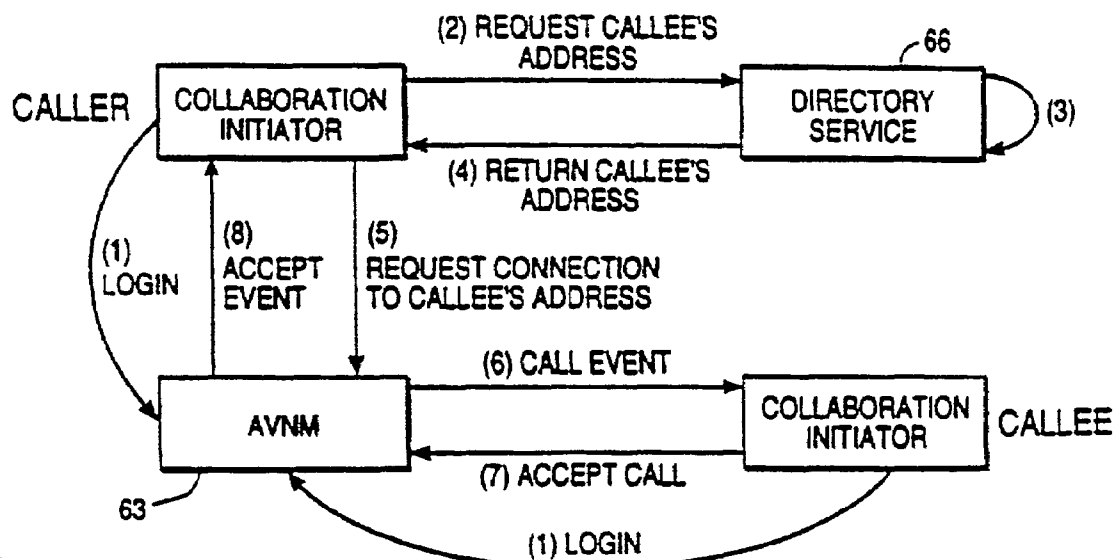 (2) REQUEST CALLEE'S
ADDRESS
66
CALLER
COLLABORATION
INITIATOR
DIRECTORY
SERVICE
(3)
(4) RETURN CALLEE'S
ADDRESS
(1)
LOGIN
(8)
ACCEPT
EVENT
(5)
REQUEST CONNECTION
TO CALLEE'S ADDRESS
(6) CALL EVENT
AVNM
COLLABORATION
INITIATOR
CALLEE
(7) ACCEPT CALL
63
(1) LOGIN